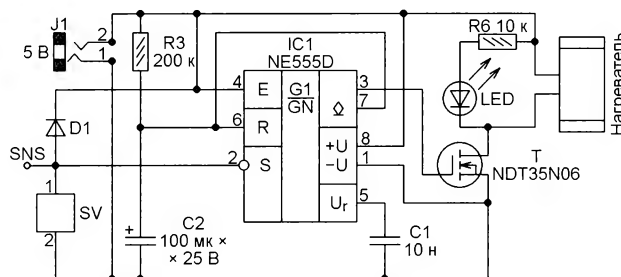 J1
5 В
2
1
R3
200 к
IC1
NE555D
R6 10 к
LED
Нагреватель
4
E
G1
GN
3
7
6
R
D1
8
+U
SNS
2
S
−U
1
T
NDT35N06
1
SV
2
5
Ur
C2
100 мк ×
× 25 В
C1
10 н
+